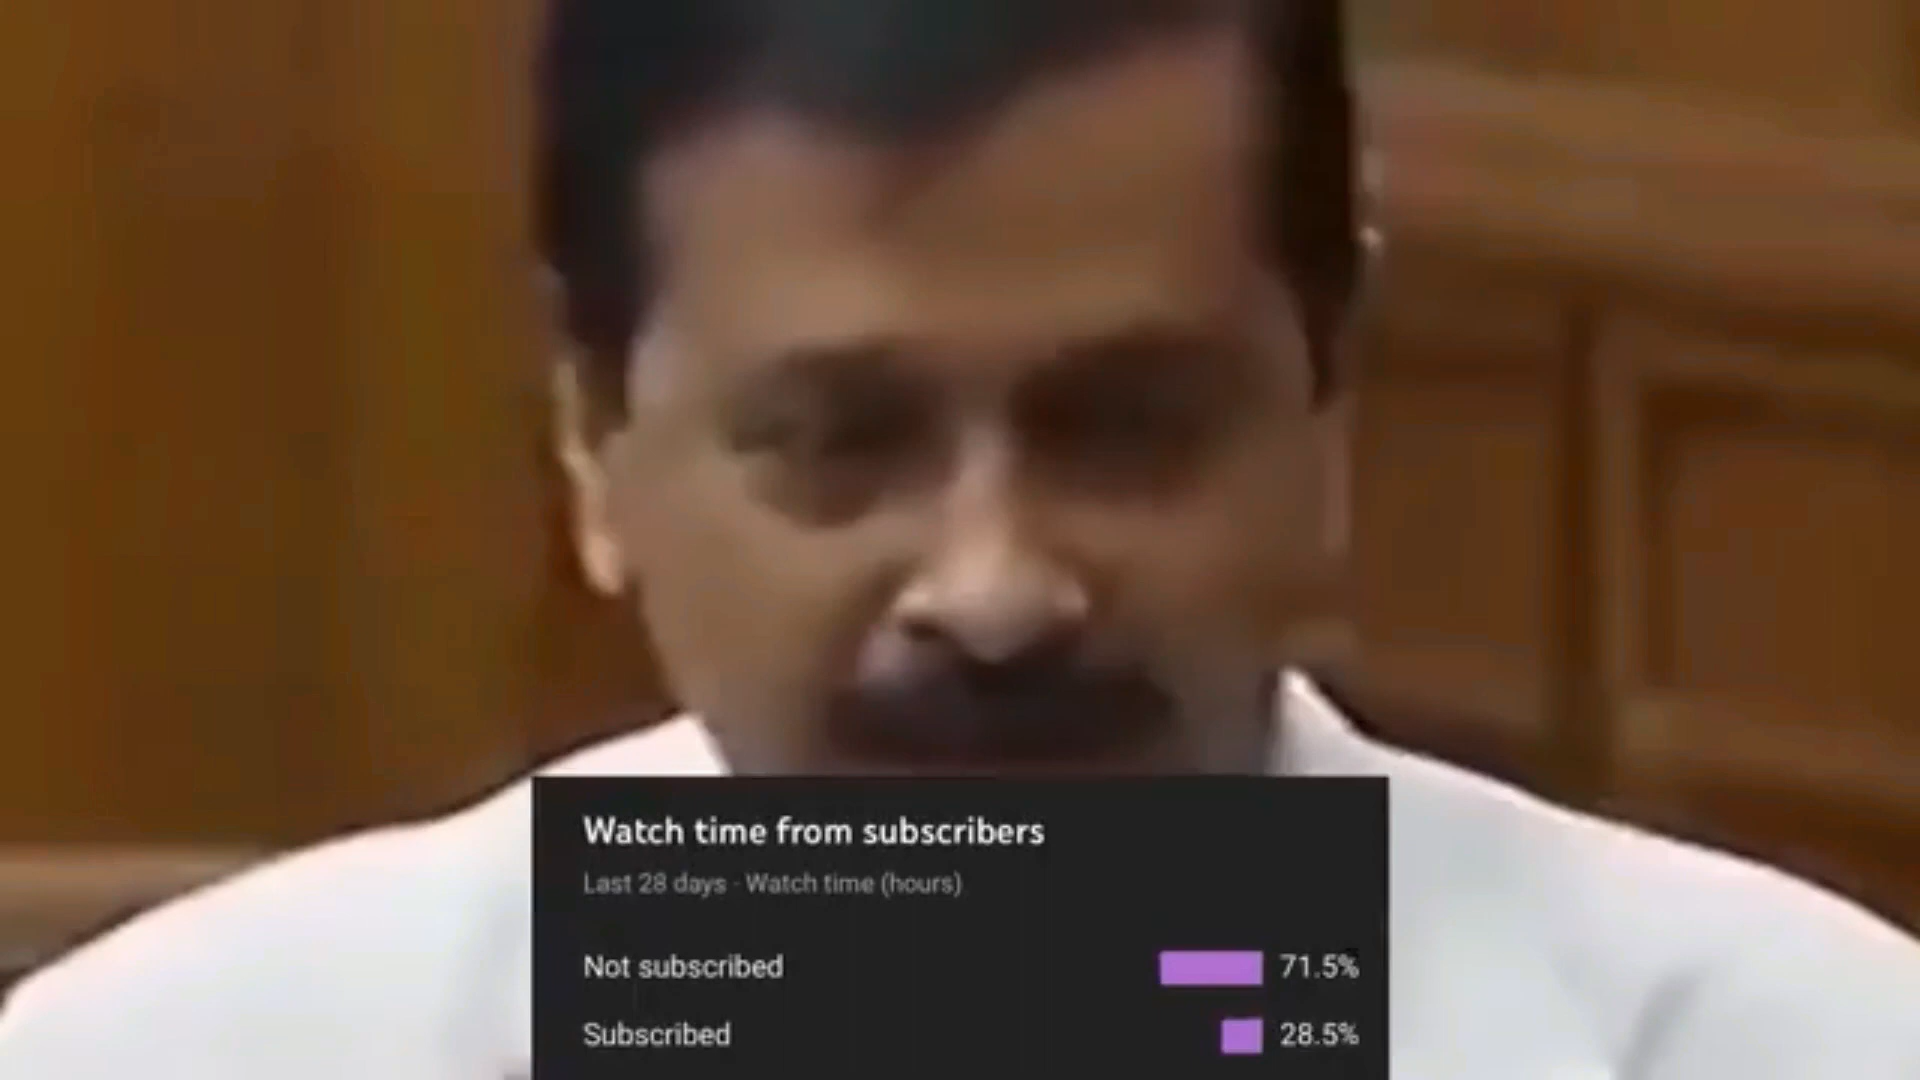 Watch time from subscribers
Last 28 days · Watch time (hours)
Not subscribed 71.5%
Subscribed 28.5%